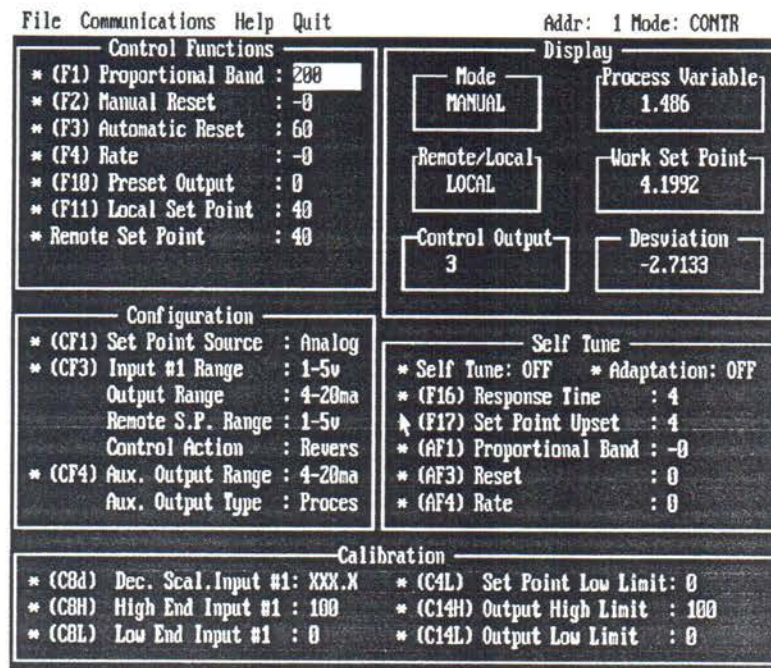 File Communications Help Quit Addr: 1 Mode: CONTR
Control Functions
* (F1) Proportional Band : 200
* (F2) Manual Reset : -0
* (F3) Automatic Reset : 60
* (F4) Rate : -0
* (F10) Preset Output : 0
* (F11) Local Set Point : 40
* Remote Set Point : 40
Display
Mode
MANUAL
Process Variable
1.486
Remote/Local
LOCAL
Work Set Point
4.1992
Control Output
3
Desviation
-2.7133
Configuration
* (CF1) Set Point Source : Analog
* (CF3) Input #1 Range : 1-5v
Output Range : 4-20ma
Remote S.P. Range : 1-5v
Control Action : Revers
* (CF4) Aux. Output Range : 4-20ma
Aux. Output Type : Proces
Self Tune
* Self Tune: OFF * Adaptation: OFF
* (F16) Response Time : 4
(F17) Set Point Upset : 4
* (AF1) Proportional Band : -0
* (AF3) Reset : 0
* (AF4) Rate : 0
Calibration
* (C8d) Dec. Scal.Input #1: XXX.X
* (C8H) High End Input #1 : 100
* (C8L) Low End Input #1 : 0
* (C4L) Set Point Low Limit: 0
* (C14H) Output High Limit : 100
* (C14L) Output Low Limit : 0